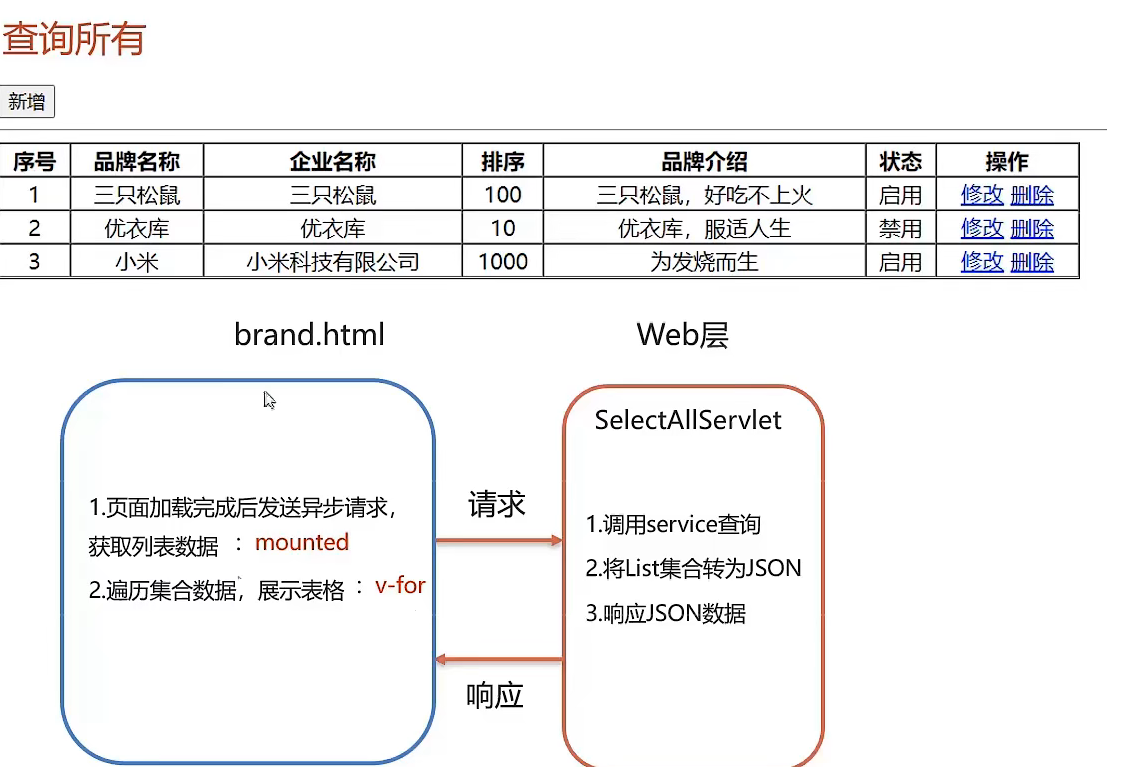 查询所有
新增
序号 品牌名称 企业名称 排序 品牌介绍 状态 操作
1 三只松鼠 三只松鼠 100 三只松鼠，好吃不上火 启用 修改 删除
2 优衣库 优衣库 10 优衣库，服适人生 禁用 修改 删除
3 小米 小米科技有限公司 1000 为发烧而生 启用 修改 删除
brand.html
1.页面加载完成后发送异步请求，
获取列表数据 ：mounted
2.遍历集合数据，展示表格 ：v-for
请求
响应
Web层
SelectAllServlet
1.调用service查询
2.将List集合转为JSON
3.响应JSON数据